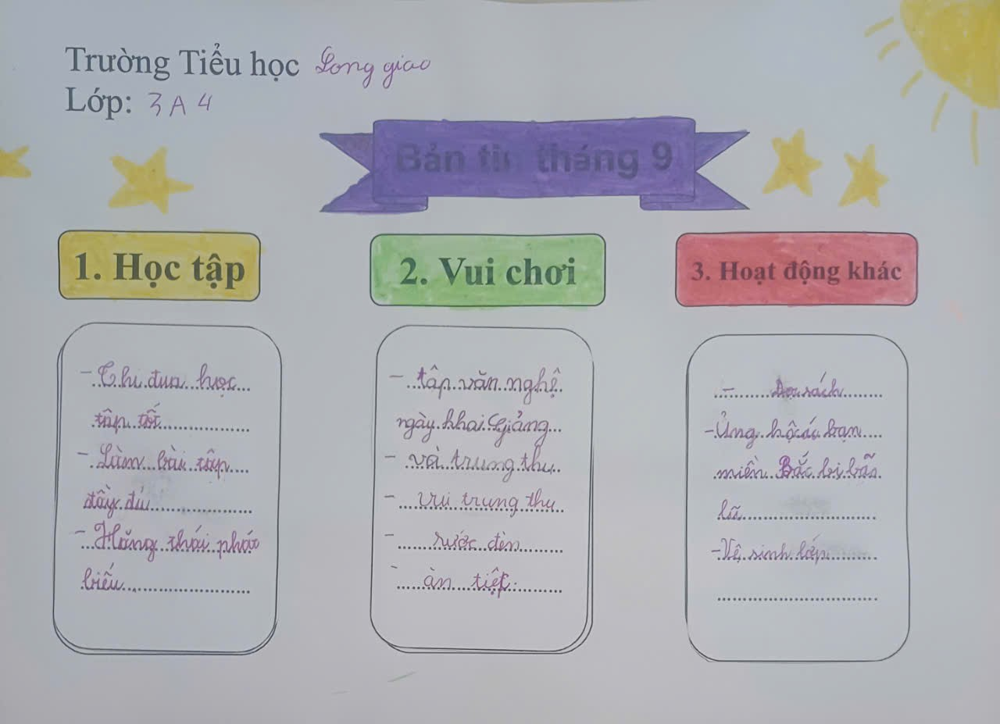 Trường Tiểu học Long giao
Lớp: 3A4
Bản tin tháng 9
1. Học tập
- Thi đua học
tập tốt
- Làm bài tập
đầy đủ
- Hăng thái phát
biểu
2. Vui chơi
- tập văn nghệ
ngày khai Giảng
- và trung thu
- vui trung thu
- rước đèn
- ăn tiệc
3. Hoạt động khác
- Đọc sách
- Ủng hộ các bạn
miền Bắc bị bão
lũ
- Vệ sinh lớp